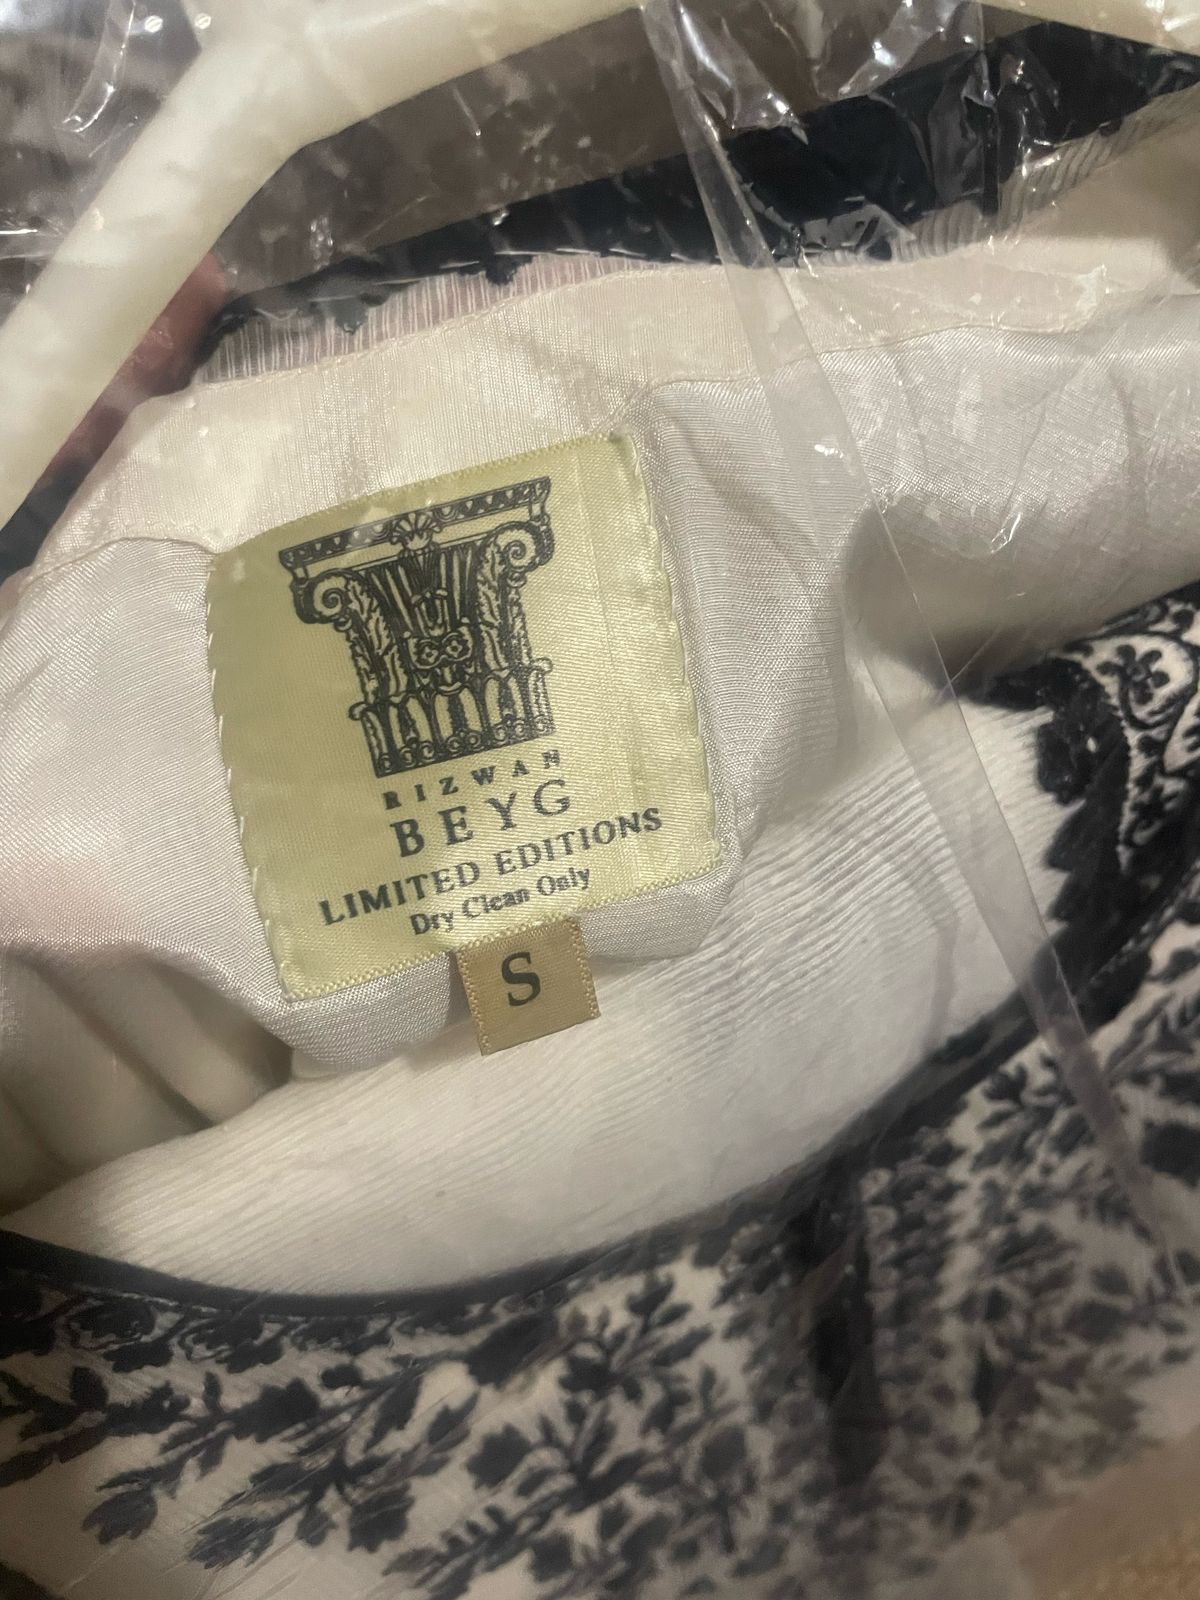 RIZWAN
BEYG
LIMITED EDITIONS
Dry Clean Only
S